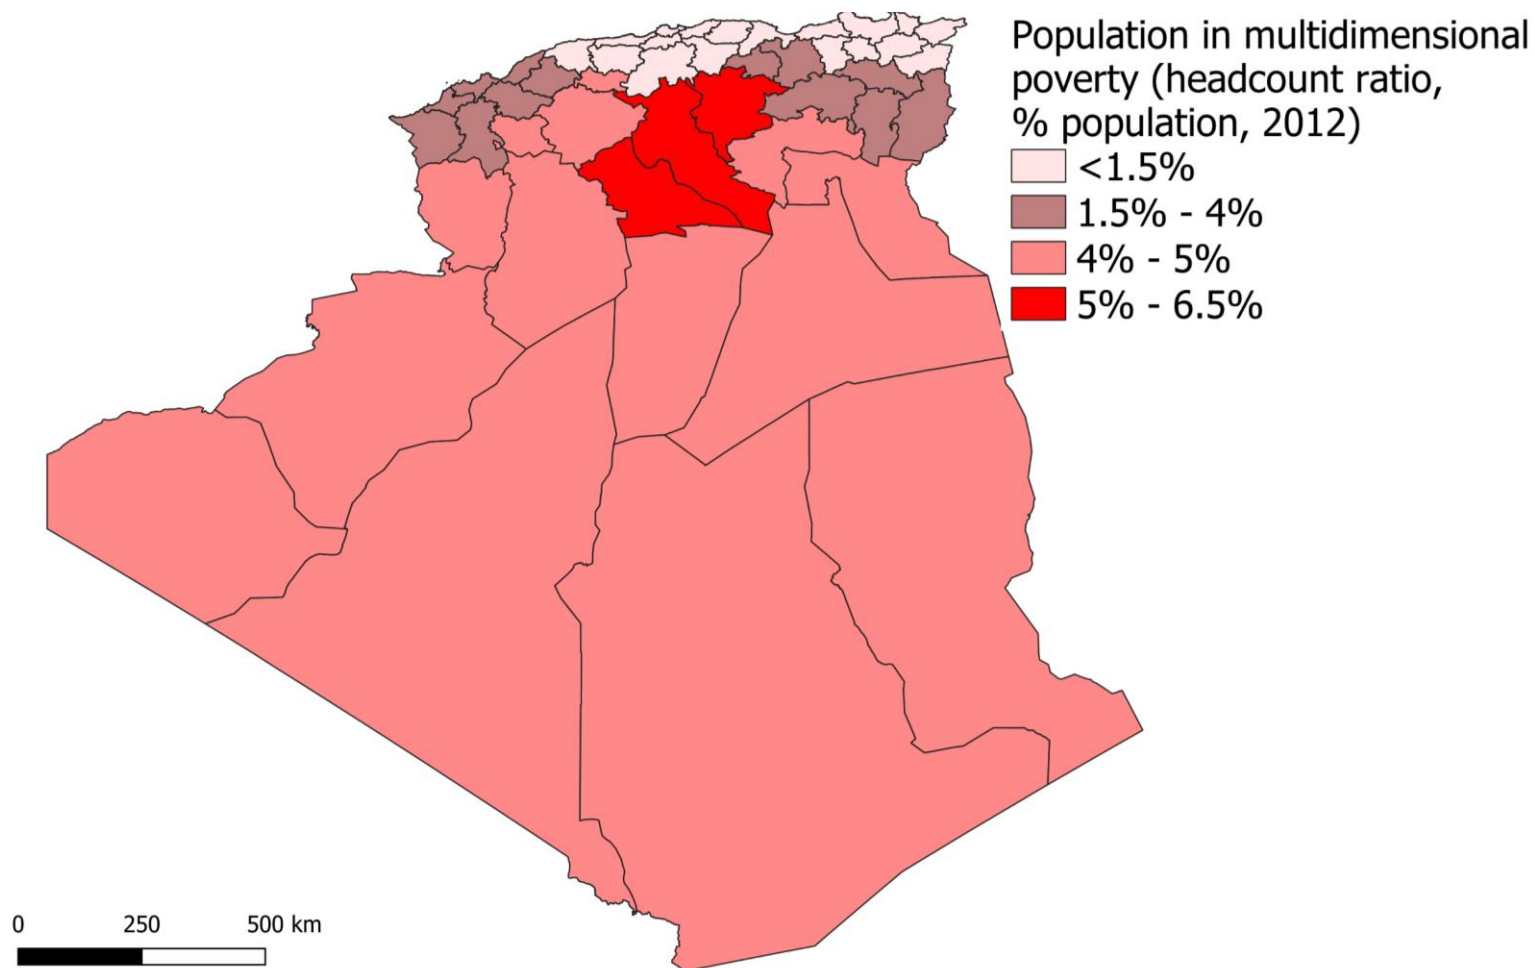 Population in multidimensional
poverty (headcount ratio,
% population, 2012)
<1.5%
1.5% - 4%
4% - 5%
5% - 6.5%
0 250 500 km